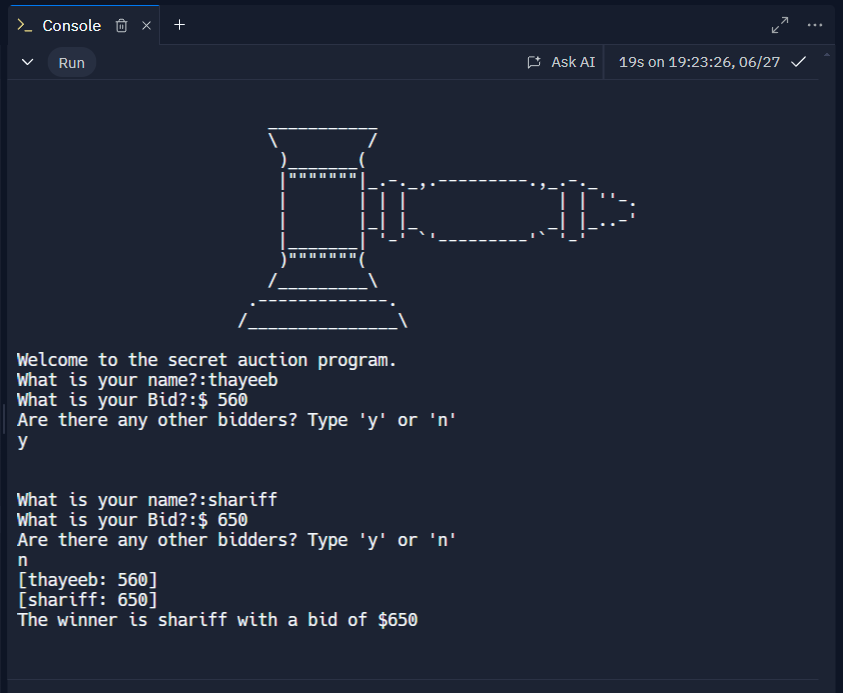 Console
Run
Ask AI
19s on 19:23:26, 06/27
Welcome to the secret auction program.
What is your name?:thayeeb
What is your Bid?:$ 560
Are there any other bidders? Type 'y' or 'n'
y
What is your name?:shariff
What is your Bid?:$ 650
Are there any other bidders? Type 'y' or 'n'
n
[thayeeb: 560]
[shariff: 650]
The winner is shariff with a bid of $650